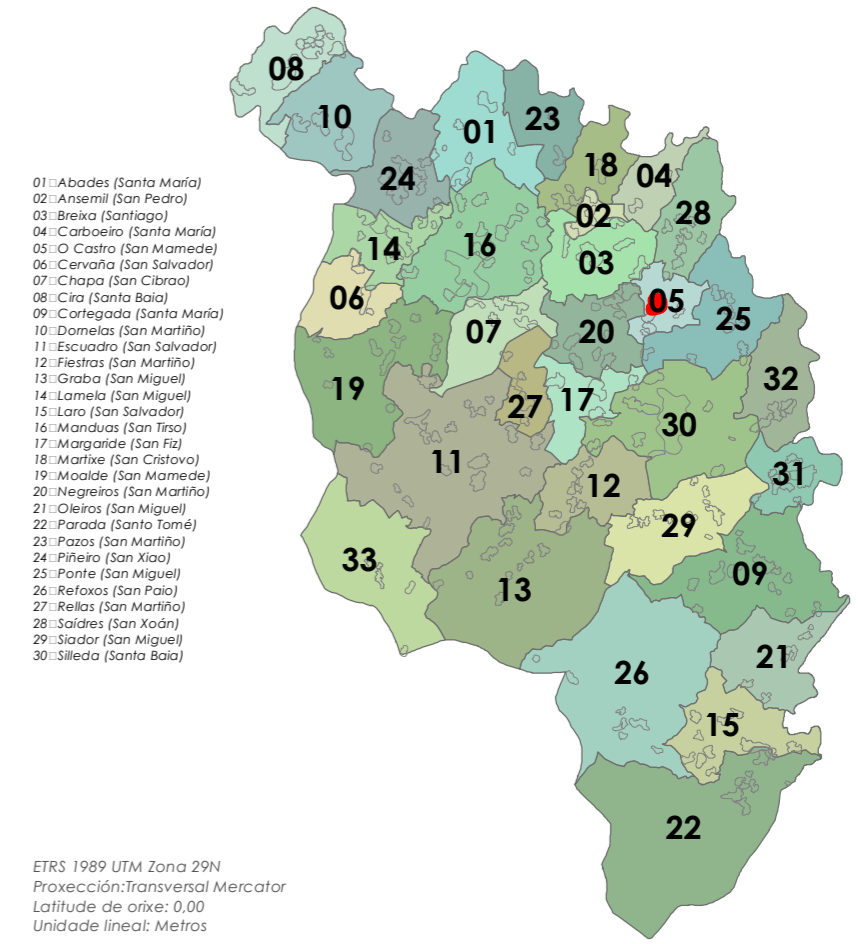 08
10
01
23
18
04
24
28
02
01□Abades (Santa María)
02□Ansemil (San Pedro)
03□Breixa (Santiago)
04□Carboeiro (Santa María)
05□O Castro (San Mamede)
06□Cervaña (San Salvador)
07□Chapa (San Cibrao)
08□Cira (Santa Baia)
09□Cortegada (Santa María)
10□Dornelas (San Martiño)
11□Escuadro (San Salvador)
12□Fiestras (San Martiño)
13□Graba (San Miguel)
14□Lamela (San Miguel)
15□Laro (San Salvador)
16□Manduas (San Tirso)
17□Margaride (San Fiz)
18□Martixe (San Cristovo)
19□Moalde (San Mamede)
20□Negreiros (San Martiño)
21□Oleiros (San Miguel)
22□Parada (Santo Tomé)
23□Pazos (San Martiño)
24□Piñeiro (San Xiao)
25□Ponte (San Miguel)
26□Refoxos (San Paio)
27□Rellas (San Martiño)
28□Saídres (San Xoán)
29□Siador (San Miguel)
30□Silleda (Santa Baia)
14
16
03
06
05
07
20
25
19
32
17
27
30
11
12
31
29
33
13
09
26
21
15
22
ETRS 1989 UTM Zona 29N
Proxección:Transversal Mercator
Latitude de orixe: 0,00
Unidade lineal: Metros